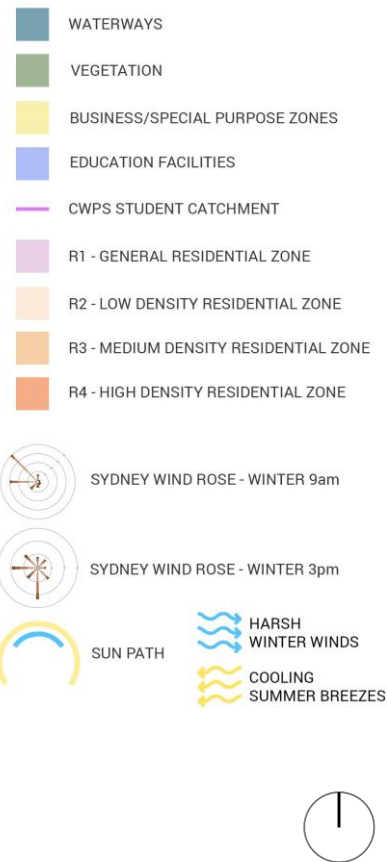 WATERWAYS
VEGETATION
BUSINESS/SPECIAL PURPOSE ZONES
EDUCATION FACILITIES
CWPS STUDENT CATCHMENT
R1 - GENERAL RESIDENTIAL ZONE
R2 - LOW DENSITY RESIDENTIAL ZONE
R3 - MEDIUM DENSITY RESIDENTIAL ZONE
R4 - HIGH DENSITY RESIDENTIAL ZONE
SYDNEY WIND ROSE - WINTER 9am
SYDNEY WIND ROSE - WINTER 3pm
SUN PATH
HARSH
WINTER WINDS
COOLING
SUMMER BREEZES